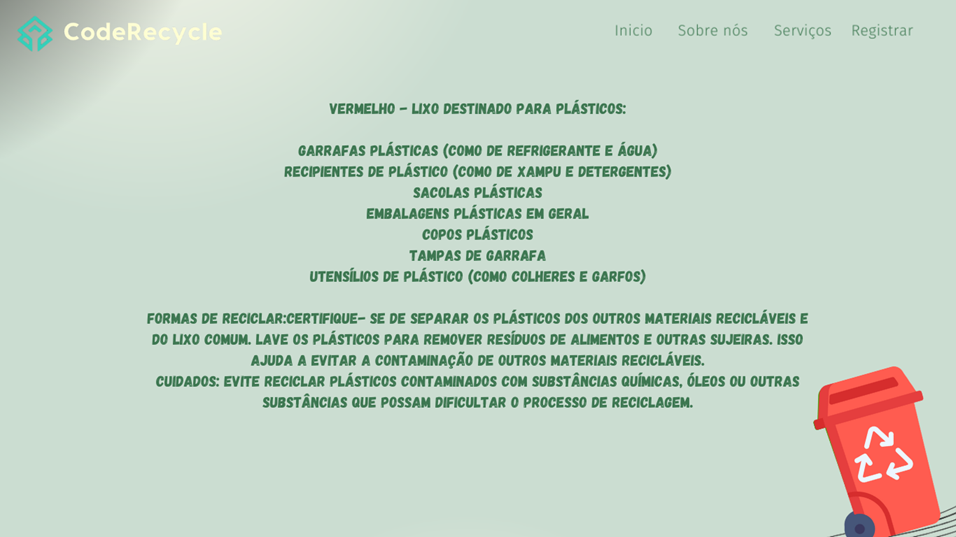 CodeRecycle
Inicio Sobre nós Serviços Registrar
VERMELHO - LIXO DESTINADO PARA PLÁSTICOS:
GARRAFAS PLÁSTICAS (COMO DE REFRIGERANTE E ÁGUA)
RECIPIENTES DE PLÁSTICO (COMO DE XAMPU E DETERGENTES)
SACOLAS PLÁSTICAS
EMBALAGENS PLÁSTICAS EM GERAL
COPOS PLÁSTICOS
TAMPAS DE GARRAFA
UTENSÍLIOS DE PLÁSTICO (COMO COLHERES E GARFOS)
FORMAS DE RECICLAR:CERTIFIQUE- SE DE SEPARAR OS PLÁSTICOS DOS OUTROS MATERIAIS RECICLÁVEIS E
DO LIXO COMUM. LAVE OS PLÁSTICOS PARA REMOVER RESÍDUOS DE ALIMENTOS E OUTRAS SUJEIRAS. ISSO
AJUDA A EVITAR A CONTAMINAÇÃO DE OUTROS MATERIAIS RECICLÁVEIS.
CUIDADOS: EVITE RECICLAR PLÁSTICOS CONTAMINADOS COM SUBSTÂNCIAS QUÍMICAS, ÓLEOS OU OUTRAS
SUBSTÂNCIAS QUE POSSAM DIFICULTAR O PROCESSO DE RECICLAGEM.